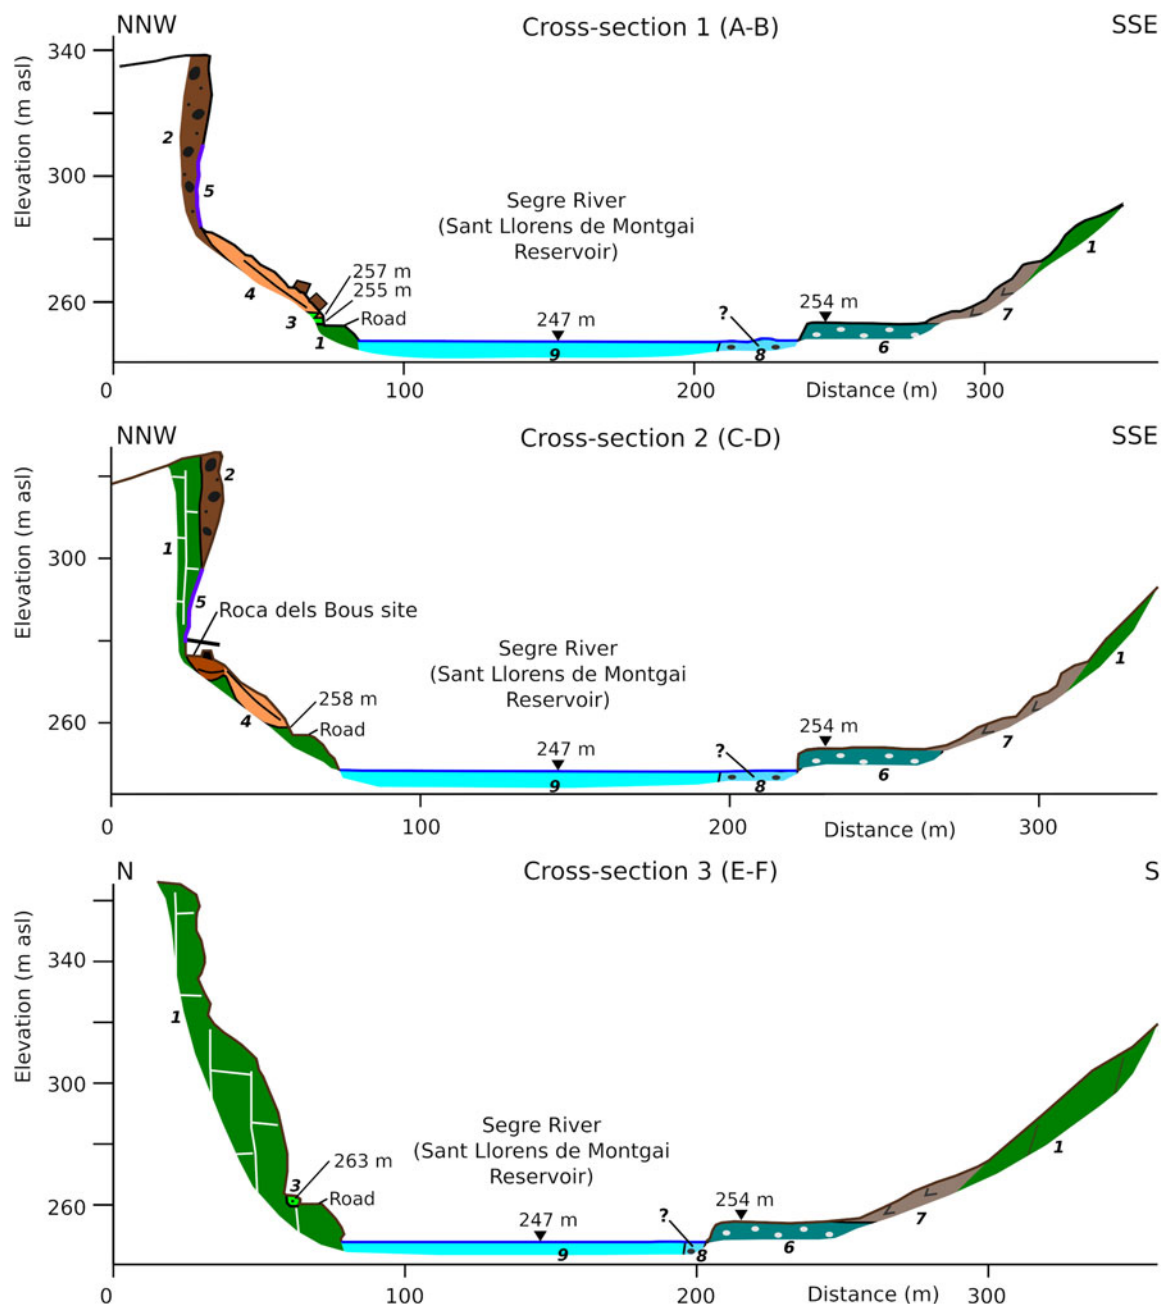 NNW
Cross-section 1 (A-B)
SSE
Elevation (m asl)
340
300
260
2
5
4
3
1
257 m
255 m
Road
Segre River
(Sant Llorens de Montgai
Reservoir)
247 m
9
?
8
254 m
6
7
1
0
100
200
Distance (m)
300
NNW
Cross-section 2 (C-D)
SSE
Elevation (m asl)
300
260
2
1
5
Roca dels Bous site
4
258 m
Road
Segre River
(Sant Llorens de Montgai
Reservoir)
247 m
9
?
8
254 m
6
7
1
0
100
200
Distance (m)
300
N
Cross-section 3 (E-F)
S
Elevation (m asl)
340
300
260
1
3
263 m
Road
Segre River
(Sant Llorens de Montgai
Reservoir)
247 m
9
?
8
254 m
6
7
1
0
100
200
Distance (m)
300